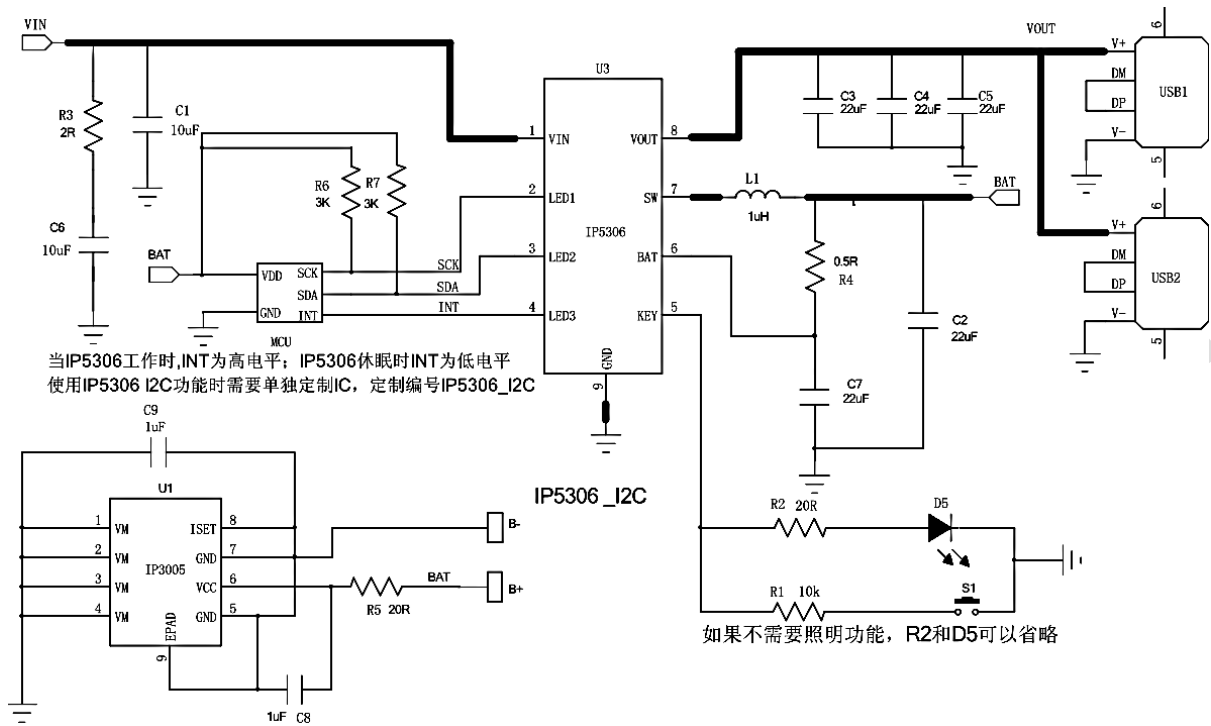 VIN
R3
2R
C1
10uF
C6
10uF
BAT
R6
3K
R7
3K
VDD
GND
SCK
SDA
INT
MCU
SCK
SDA
INT
U3
IP5306
1
VIN
2
LED1
3
LED2
4
LED3
VOUT
8
SW
7
BAT
6
KEY
5
GND
9
VOUT
C3
22uF
C4
22uF
C5
22uF
L1
1uH
BAT
0.5R
R4
C2
22uF
C7
22uF
6
V+
DM
DP
V-
USB1
5
6
V+
DM
DP
V-
USB2
5
当IP5306工作时,INT为高电平；IP5306休眠时INT为低电平
使用IP5306 I2C功能时需要单独定制IC，定制编号IP5306_I2C
IP5306 _I2C
C9
1uF
U1
IP3005
1
VM
2
VM
3
VM
4
VM
ISET
8
GND
7
VCC
6
GND
5
EPAD
9
R5 20R
BAT
B-
B+
1uF C8
R2 20R
D5
R1 10k
S1
如果不需要照明功能，R2和D5可以省略